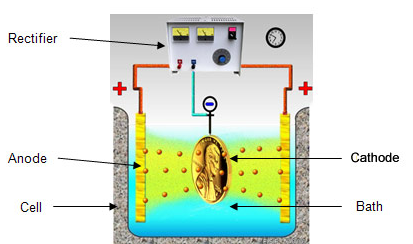 Rectifier
+
+
−
Anode
Cathode
Cell
Bath